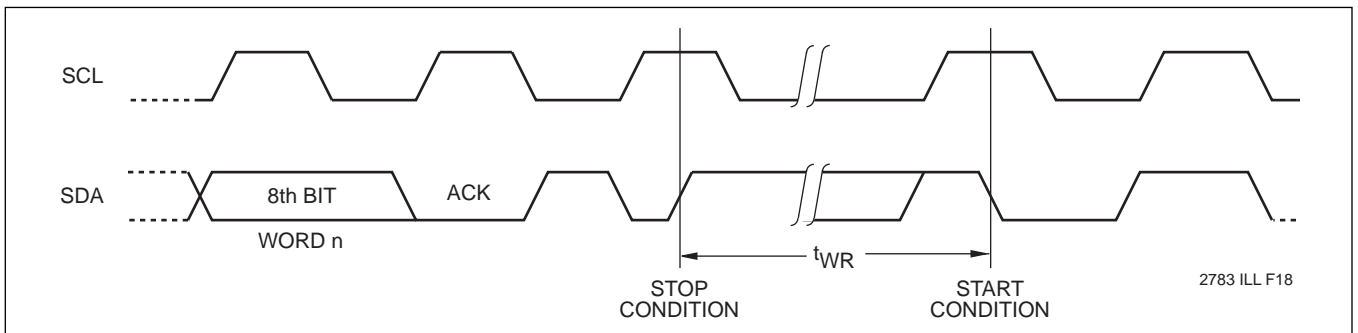 SCL
SDA
8th BIT
ACK
WORD n
tWR
STOP
CONDITION
START
CONDITION
2783 ILL F18